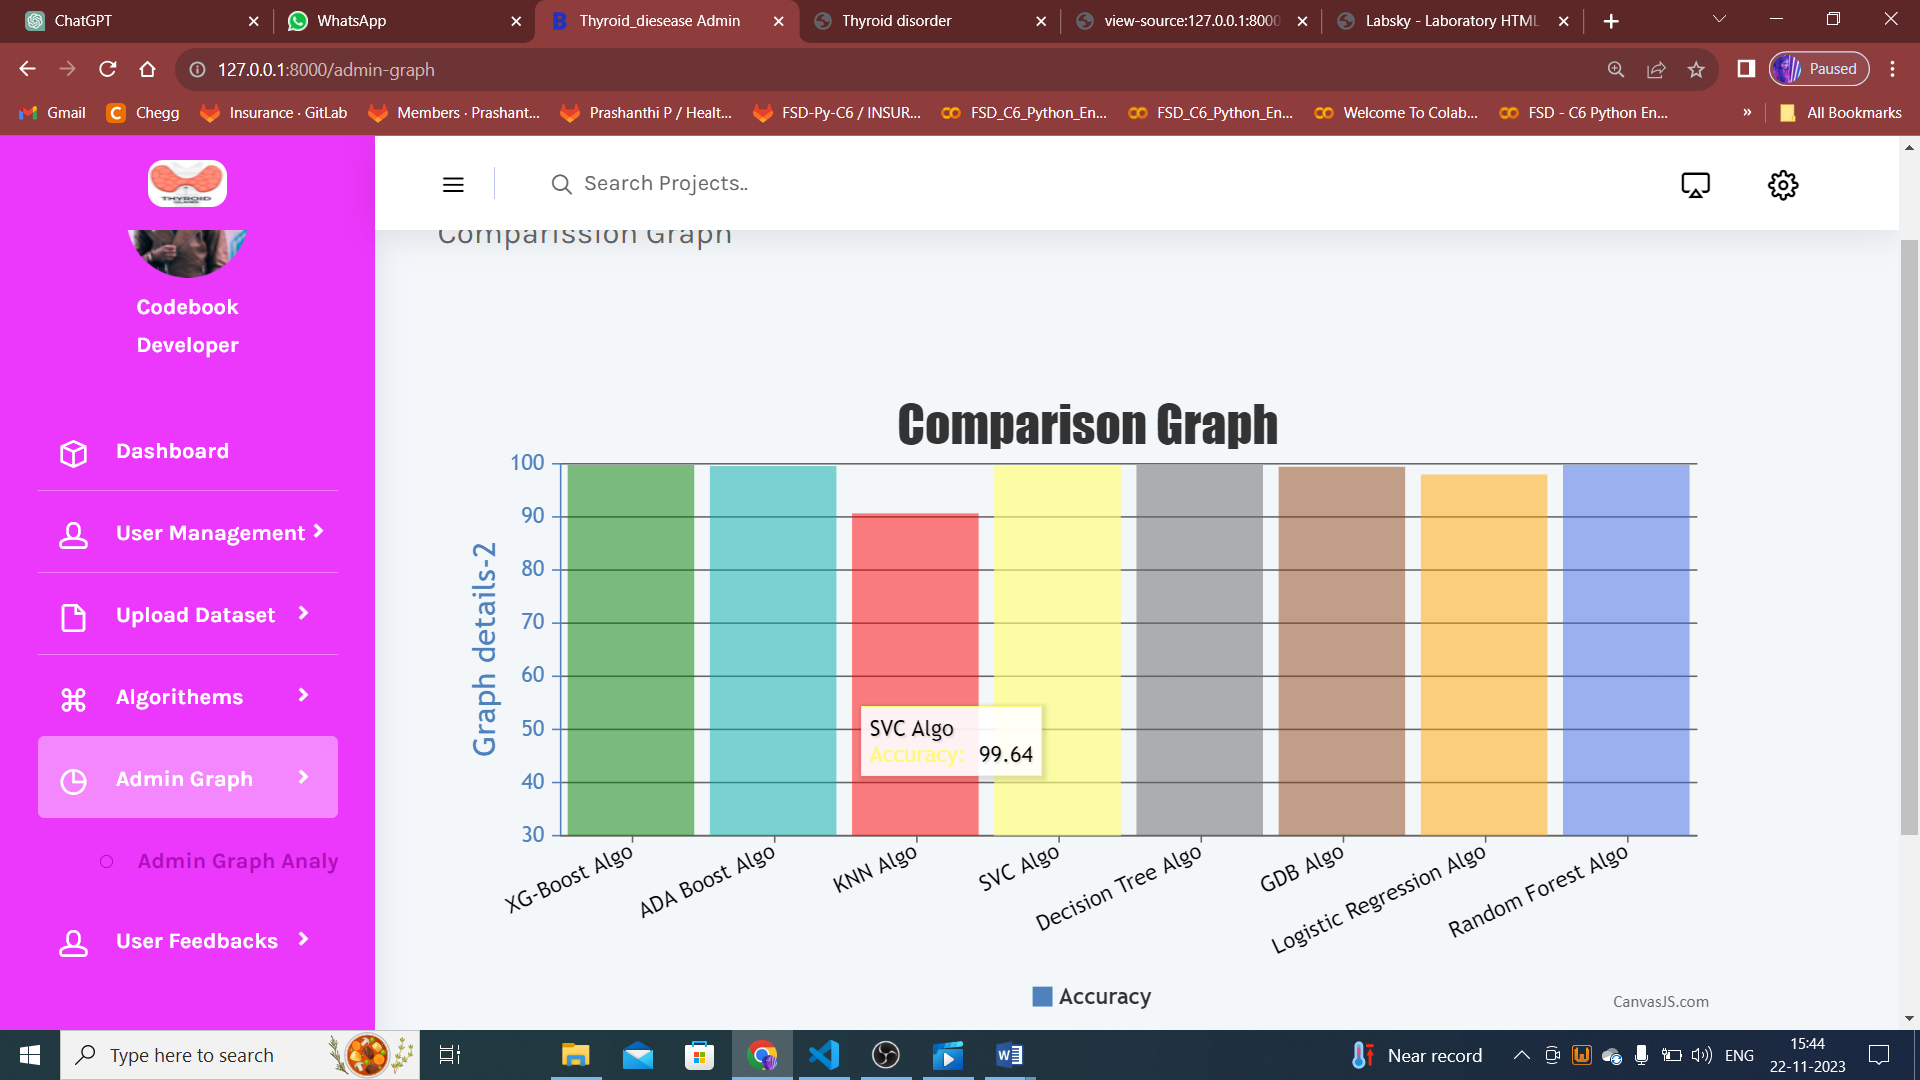 ChatGPT
WhatsApp
Thyroid_diesease Admin
Thyroid disorder
view-source:127.0.0.1:8000
Labsky - Laboratory HTML
127.0.0.1:8000/admin-graph
Paused
Gmail
Chegg
Insurance · GitLab
Members · Prashant...
Prashanthi P / Healt...
FSD-Py-C6 / INSUR...
FSD_C6_Python_En...
FSD_C6_Python_En...
Welcome To Colab...
FSD - C6 Python En...
»
All Bookmarks
THYROID
Codebook
Developer
Dashboard
User Management
Upload Dataset
Algorithems
Admin Graph
Admin Graph Analy
User Feedbacks
Search Projects..
Comparission Graph
Comparison Graph
Graph details-2
100
90
80
70
60
50
40
30
SVC Algo
Accuracy: 99.64
XG-Boost Algo
ADA Boost Algo
KNN Algo
SVC Algo
Decision Tree Algo
GDB Algo
Logistic Regression Algo
Random Forest Algo
Accuracy
CanvasJS.com
Type here to search
Near record
ENG
15:44
22-11-2023